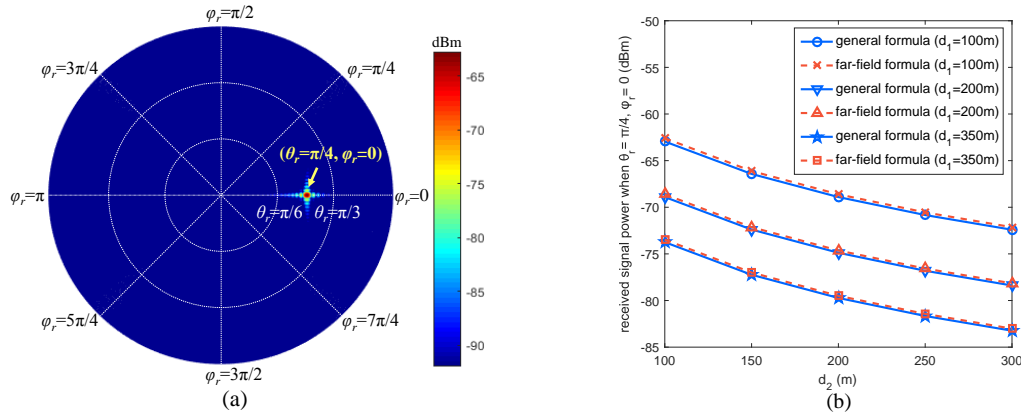 φr=π/2
φr=3π/4
φr=π/4
dBm
-65
-70
-75
-80
-85
-90
(θr=π/4, φr=0)
φr=π
φr=0
θr=π/6
θr=π/3
φr=5π/4
φr=7π/4
φr=3π/2
(a)
received signal power when θr = π/4, φr = 0 (dBm)
-50
-55
-60
-65
-70
-75
-80
-85
general formula (d1=100m)
far-field formula (d1=100m)
general formula (d1=200m)
far-field formula (d1=200m)
general formula (d1=350m)
far-field formula (d1=350m)
100
150
200
250
300
d2 (m)
(b)